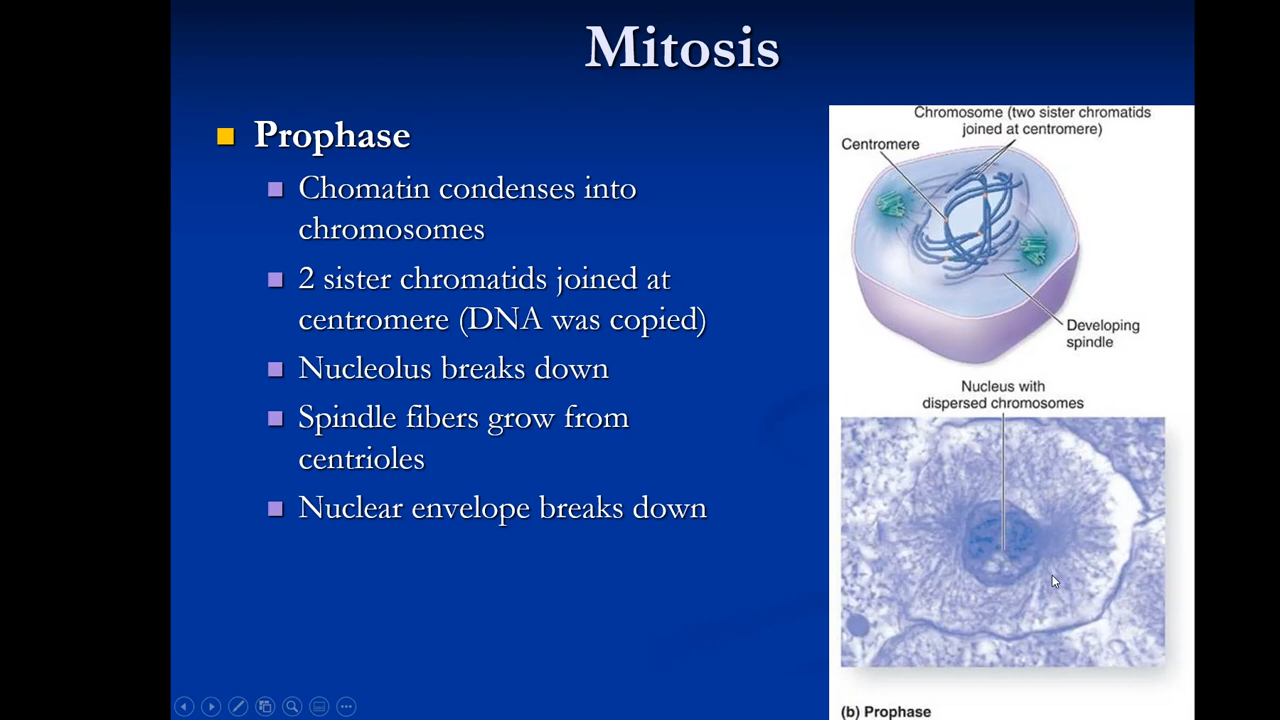 Mitosis
Prophase
Chomatin condenses into
chromosomes
2 sister chromatids joined at
centromere (DNA was copied)
Nucleolus breaks down
Spindle fibers grow from
centrioles
Nuclear envelope breaks down
Chromosome (two sister chromatids
joined at centromere)
Centromere
Developing
spindle
Nucleus with
dispersed chromosomes
(b) Prophase